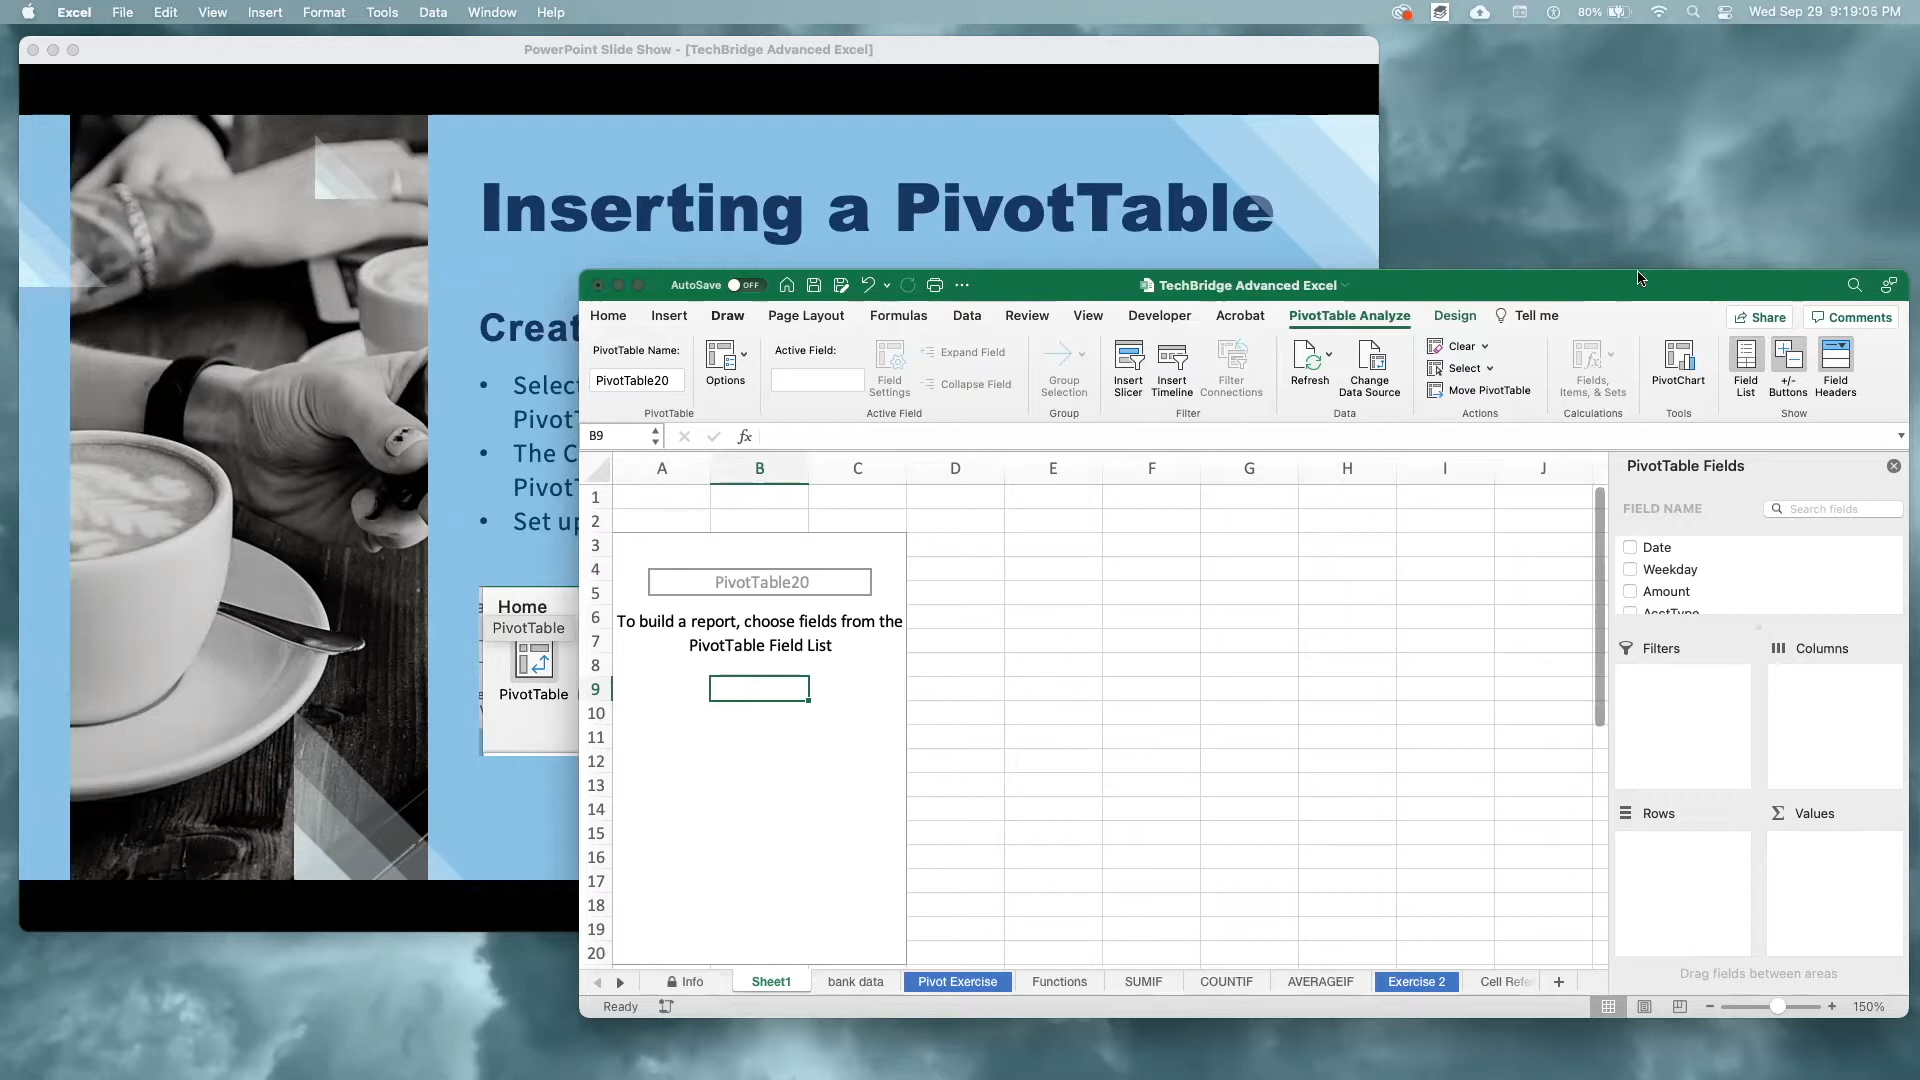 Excel File Edit View Insert Format Tools Data Window Help
80% Wed Sep 29 9:19:05 PM
PowerPoint Slide Show - [TechBridge Advanced Excel]
Inserting a PivotTable
Creat
• Select
PivotT
• The C
PivotT
• Set up
Home
PivotTable
PivotTable
AutoSave OFF
TechBridge Advanced Excel
Home Insert Draw Page Layout Formulas Data Review View Developer Acrobat PivotTable Analyze Design Tell me Share Comments
PivotTable Name:
PivotTable20
Options
PivotTable
Active Field:
Field Settings
Expand Field
Collapse Field
Active Field
Group Selection
Group
Insert Slicer
Insert Timeline
Filter Connections
Filter
Refresh
Change Data Source
Data
Clear
Select
Move PivotTable
Actions
Fields, Items, & Sets
Calculations
PivotChart
Tools
Field List
+/- Buttons
Field Headers
Show
B9 fx
A B C D E F G H I J
1
2
3
4
5
6
7
8
9
10
11
12
13
14
15
16
17
18
19
20
PivotTable20
To build a report, choose fields from the
PivotTable Field List
PivotTable Fields
FIELD NAME Search fields
Date
Weekday
Amount
AcctType
Filters Columns
Rows Values
Drag fields between areas
Info Sheet1 bank data Pivot Exercise Functions SUMIF COUNTIF AVERAGEIF Exercise 2 Cell Refer
Ready 150%